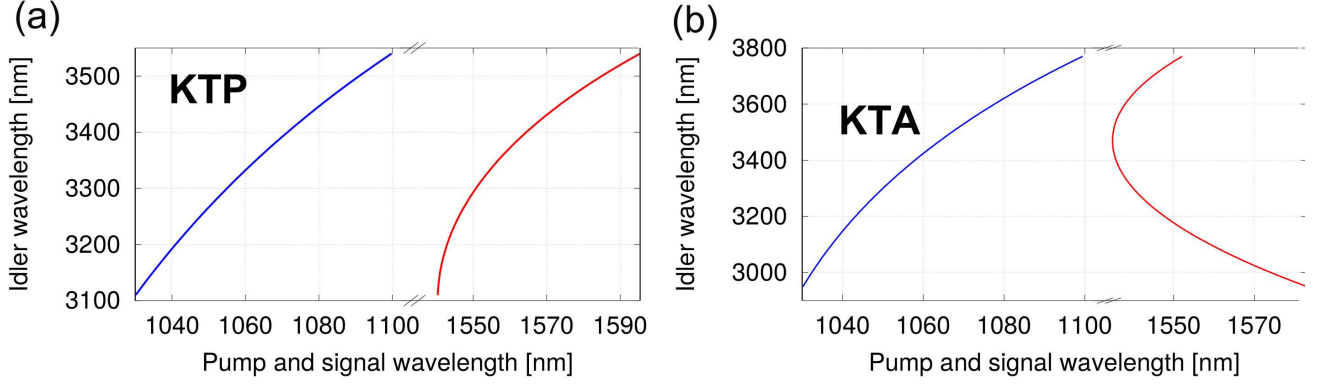 (a)
KTP
Idler wavelength [nm]
3500
3400
3300
3200
3100
1040 1060 1080 1100 1550 1570 1590
Pump and signal wavelength [nm]
(b)
KTA
Idler wavelength [nm]
3800
3600
3400
3200
3000
1040 1060 1080 1100 1550 1570
Pump and signal wavelength [nm]